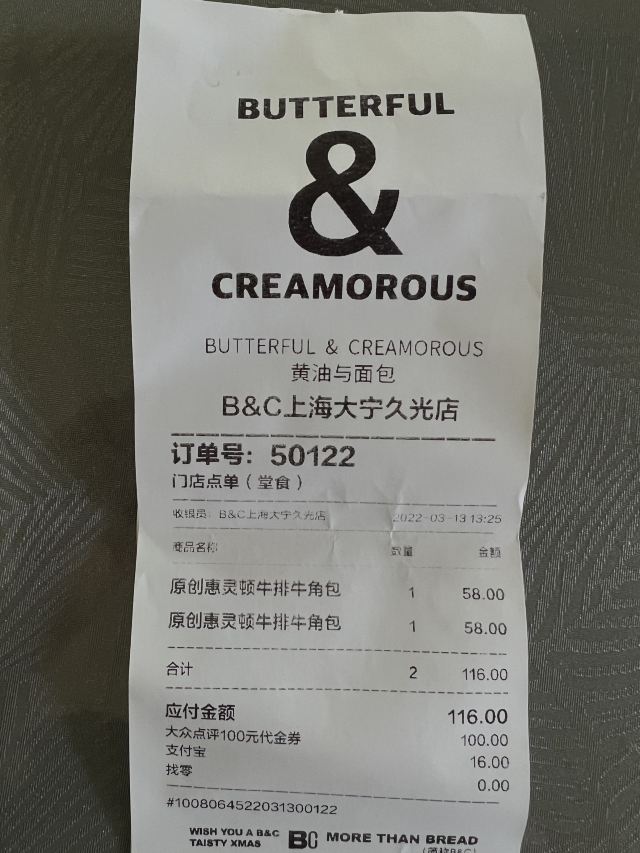 BUTTERFUL
&
CREAMOROUS
BUTTERFUL & CREAMOROUS
黄油与面包
B&C上海大宁久光店
订单号: 50122
门店点单(堂食)
收银员: B&C上海大宁久光店 2022-03-13 13:25
商品名称 数量 金额
原创惠灵顿牛排牛角包 1 58.00
原创惠灵顿牛排牛角包 1 58.00
合计 2 116.00
应付金额 116.00
大众点评100元代金券 100.00
支付宝 16.00
找零 0.00
#1008064522031300122
WISH YOU A B&C BC MORE THAN BREAD
TAISTY XMAS